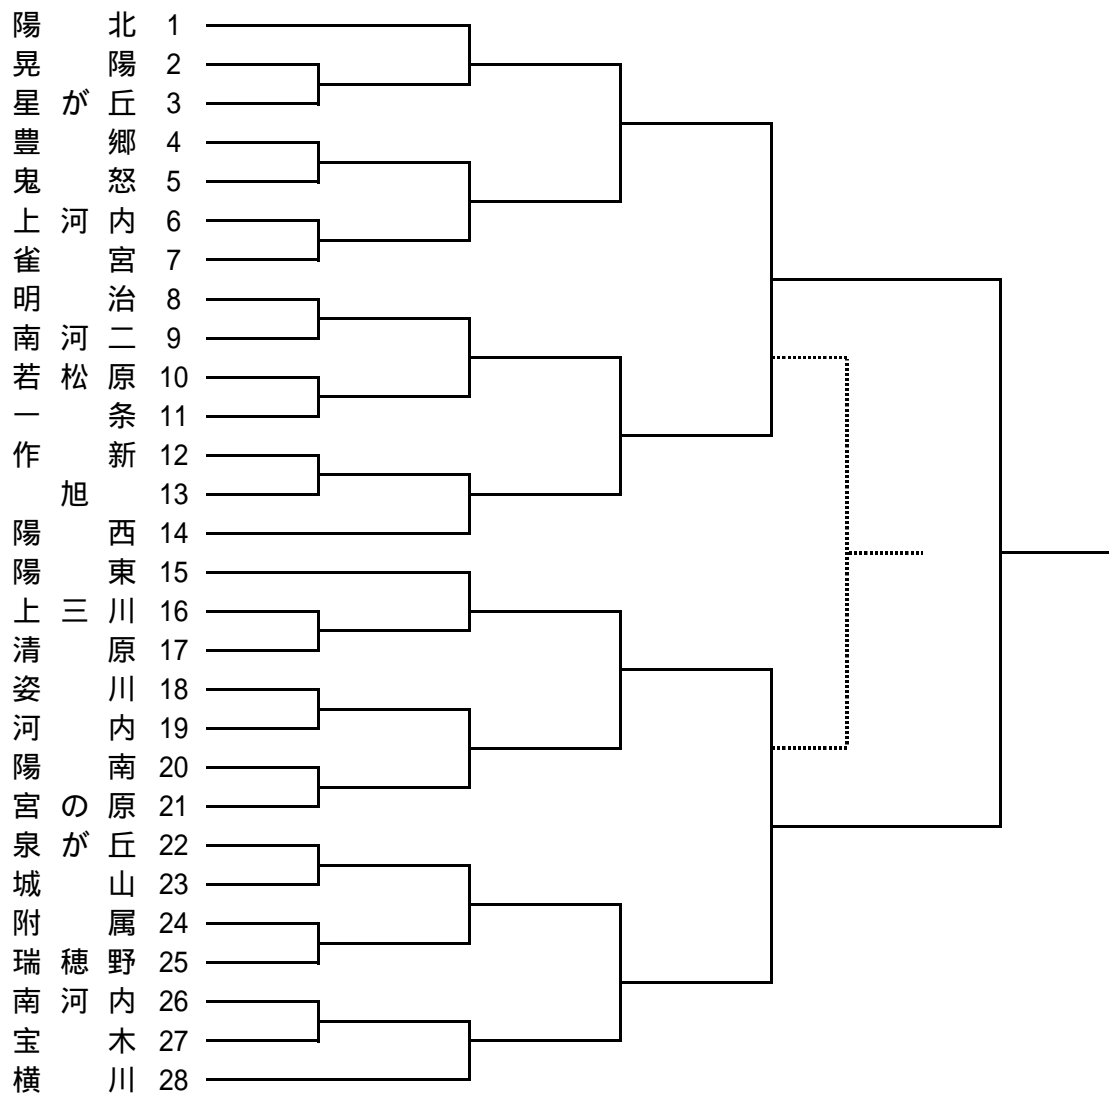 陽北 1
晃陽 2
星が丘 3
豊郷 4
鬼怒 5
上河内 6
雀宮 7
明治 8
南河二 9
若松原 10
一条 11
作新 12
旭 13
陽西 14
陽東 15
上三川 16
清原 17
姿川 18
河内 19
陽南 20
宮の原 21
泉が丘 22
城山 23
附属 24
瑞穂野 25
南河内 26
宝木 27
横川 28